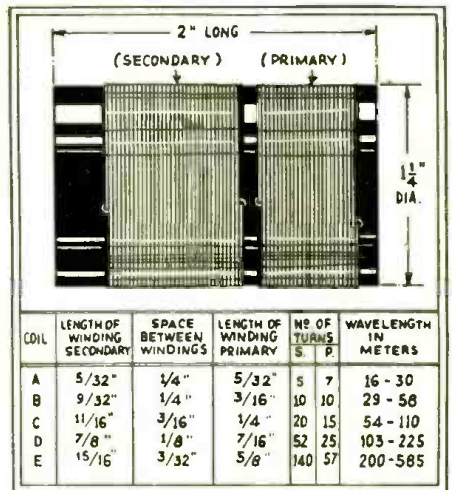 2" LONG
(SECONDARY) (PRIMARY)
1 1/4"
DIA.
COIL LENGTH OF WINDING SECONDARY SPACE BETWEEN WINDINGS LENGTH OF WINDING PRIMARY Nº OF TURNS S. P. WAVELENGTH IN METERS
A 5/32" 1/4" 5/32" 5 7 16 - 30
B 9/32" 1/4" 3/16" 10 10 29 - 58
C 11/16" 3/16" 1/4" 20 15 54 - 110
D 7/8" 1/8" 7/16" 52 25 103 - 225
E 15/16" 3/32" 5/8" 140 57 200 - 585